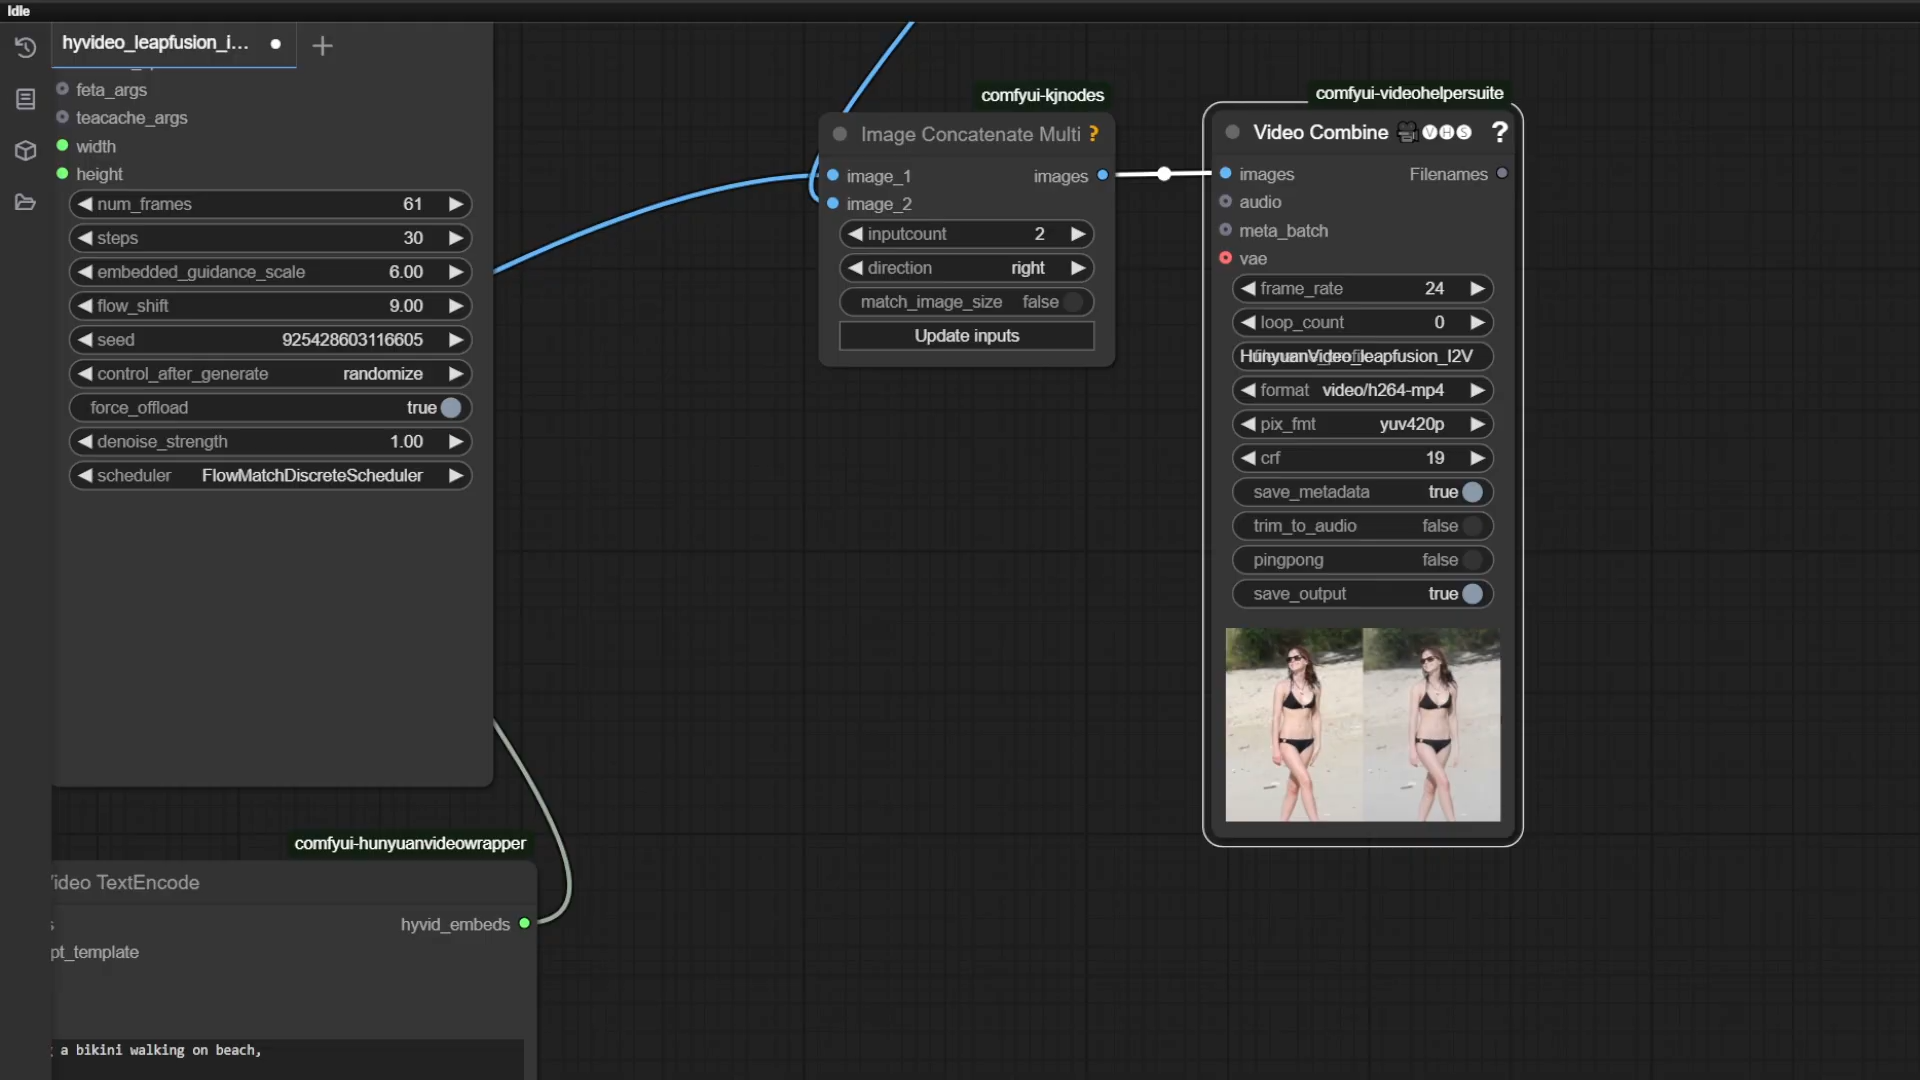 Idle
hyvideo_leapfusion_i...
feta_args
teacache_args
width
height
num_frames 61
steps 30
embedded_guidance_scale 6.00
flow_shift 9.00
seed 925428603116605
control_after_generate randomize
force_offload true
denoise_strength 1.00
scheduler FlowMatchDiscreteScheduler
comfyui-kjnodes
Image Concatenate Multi ?
image_1 images
image_2
inputcount 2
direction right
match_image_size false
Update inputs
comfyui-videohelpersuite
Video Combine VHS ?
images Filenames
audio
meta_batch
vae
frame_rate 24
loop_count 0
HunyuanVideo_leapfusion_I2V
format video/h264-mp4
pix_fmt yuv420p
crf 19
save_metadata true
trim_to_audio false
pingpong false
save_output true
comfyui-hunyuanvideowrapper
ideo TextEncode
hyvid_embeds
pt_template
a bikini walking on beach,